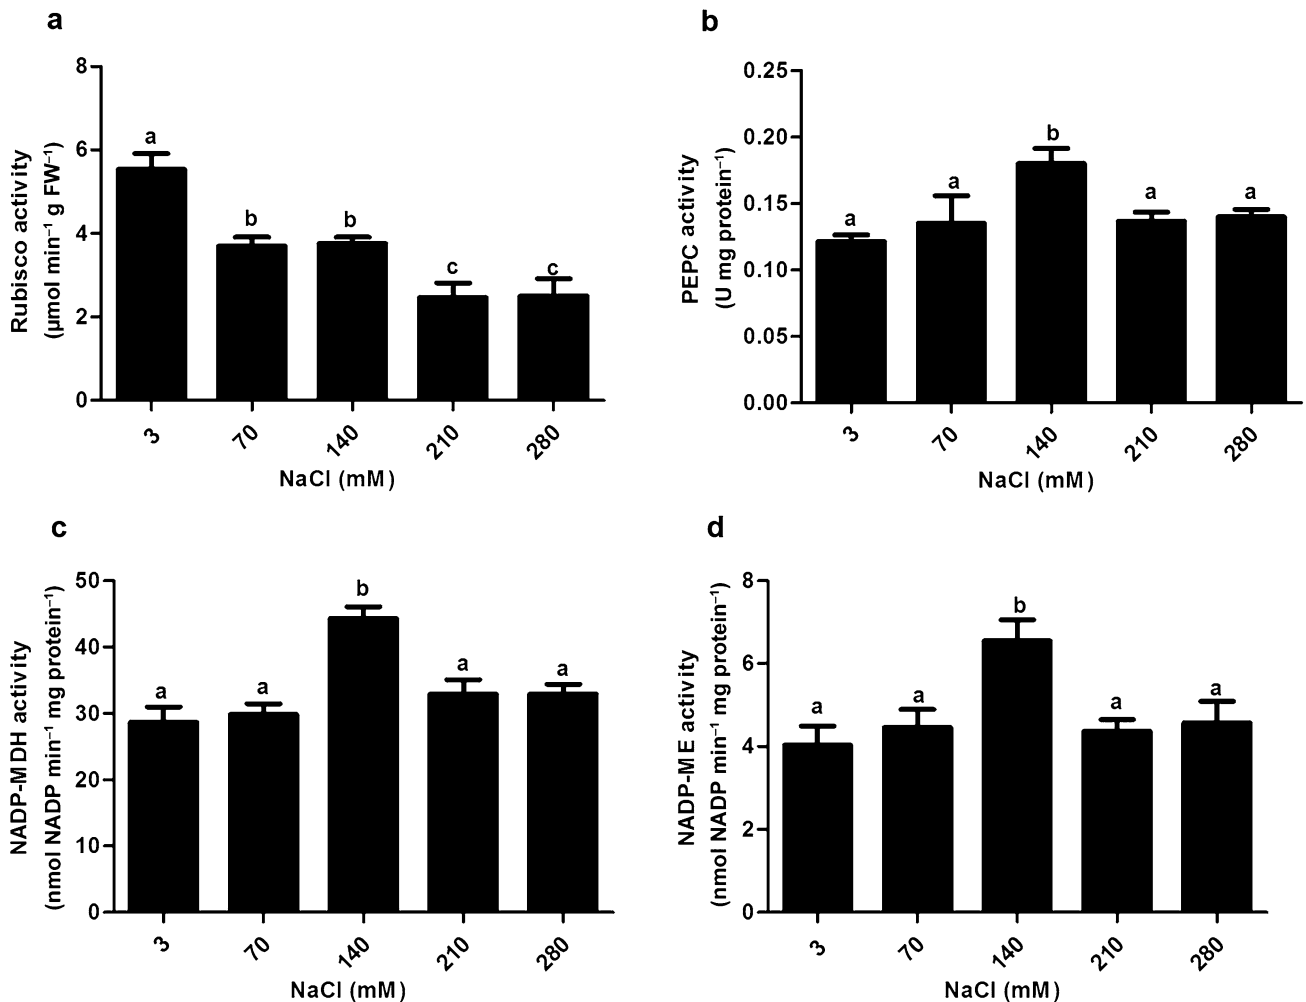 a
Rubisco activity
(µmol min⁻¹ g FW⁻¹)
8
6
4
2
0
a
b
b
c
c
3
70
140
210
280
NaCl (mM)
b
PEPC activity
(U mg protein⁻¹)
0.25
0.20
0.15
0.10
0.05
0.00
a
a
b
a
a
3
70
140
210
280
NaCl (mM)
c
NADP-MDH activity
(nmol NADP min⁻¹ mg protein⁻¹)
50
40
30
20
10
0
a
a
b
a
a
3
70
140
210
280
NaCl (mM)
d
NADP-ME activity
(nmol NADP min⁻¹ mg protein⁻¹)
8
6
4
2
0
a
a
b
a
a
3
70
140
210
280
NaCl (mM)